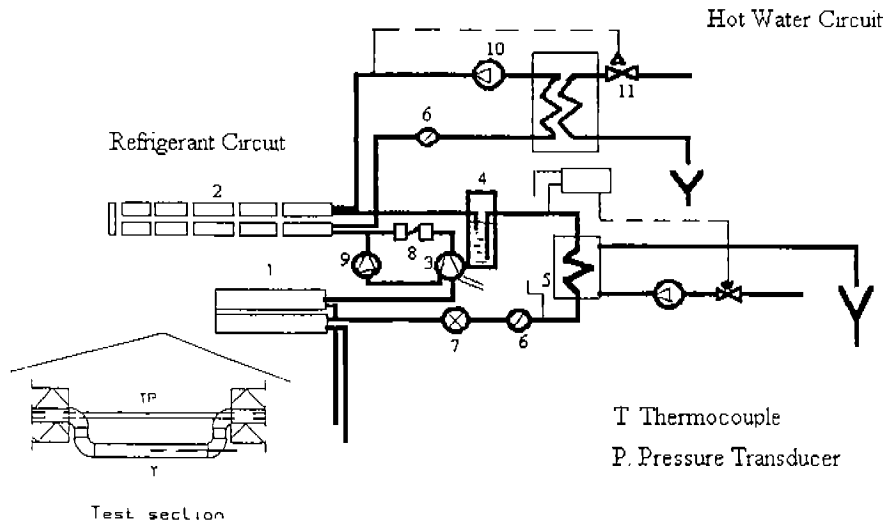 Hot Water Circuit
10
11
6
Refrigerant Circuit
2
4
8
9
3
1
5
7
6
T Thermocouple
P. Pressure Transducer
Test section